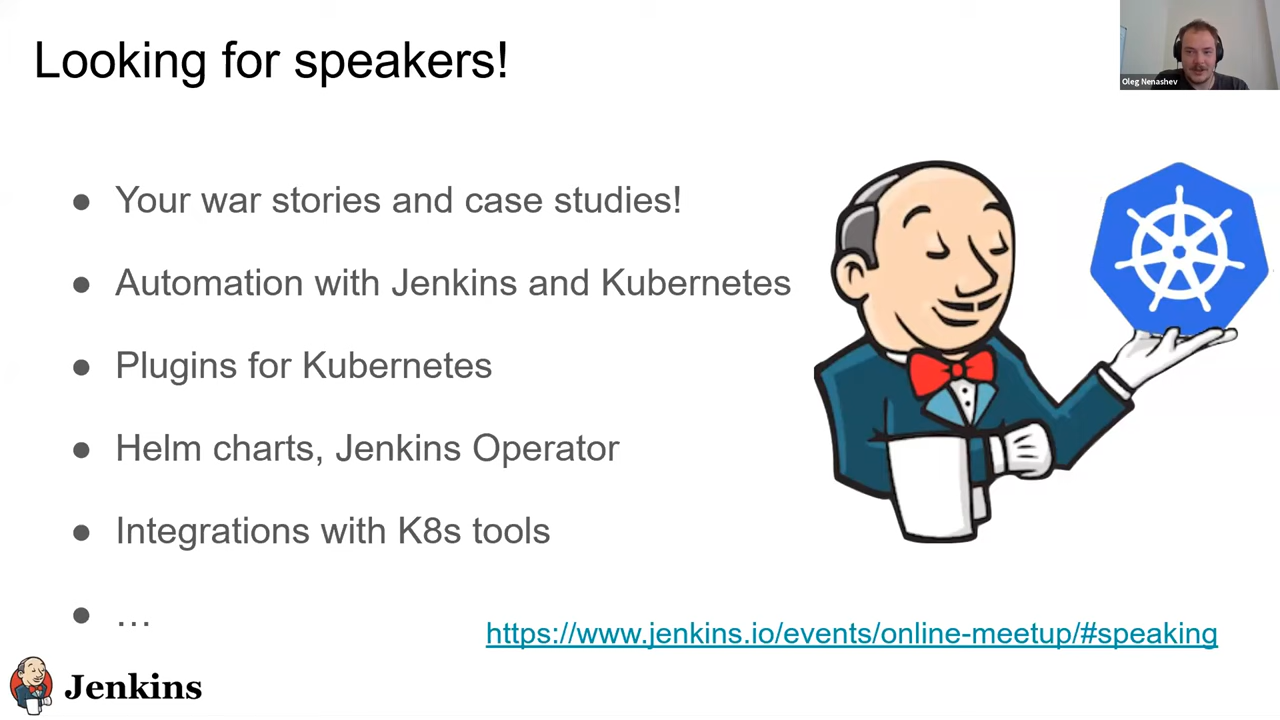 Looking for speakers!
Oleg Nenashev
● Your war stories and case studies!
● Automation with Jenkins and Kubernetes
● Plugins for Kubernetes
● Helm charts, Jenkins Operator
● Integrations with K8s tools
● …
https://www.jenkins.io/events/online-meetup/#speaking
Jenkins